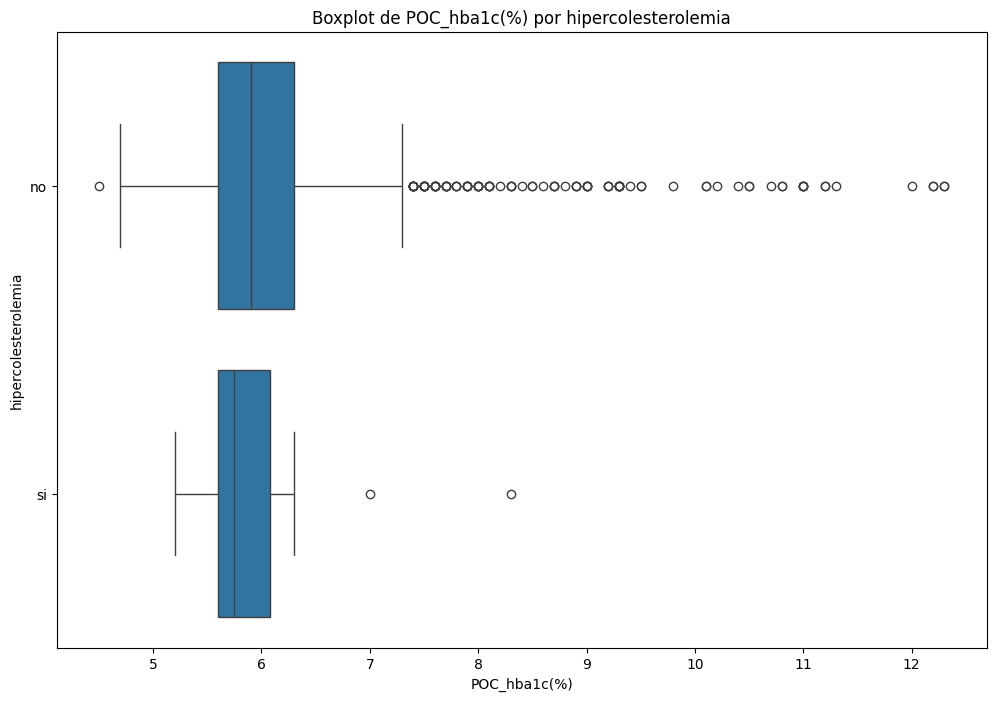 Boxplot de POC_hba1c(%) por hipercolesterolemia
hipercolesterolemia
no
si
5 6 7 8 9 10 11 12
POC_hba1c(%)